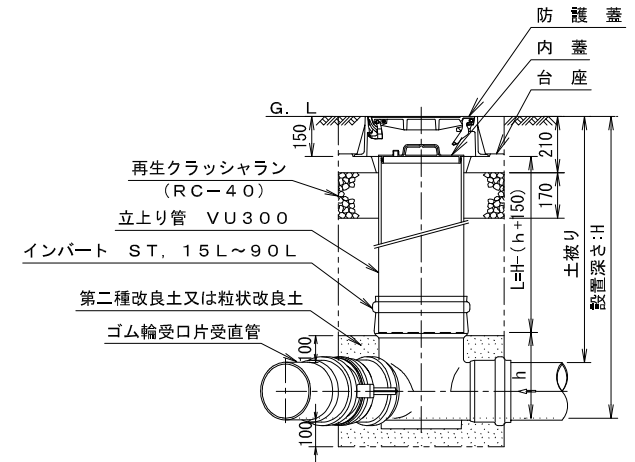 防護蓋
内蓋
台座
G. L
150
210
再生クラッシャラン
(RC-40)
170
立上り管 VU300
L=H-(h+150)
土被り
設置深さ:H
インバート ST, 15L~90L
第二種改良土又は粒状改良土
ゴム輪受口片受直管
100
h
100